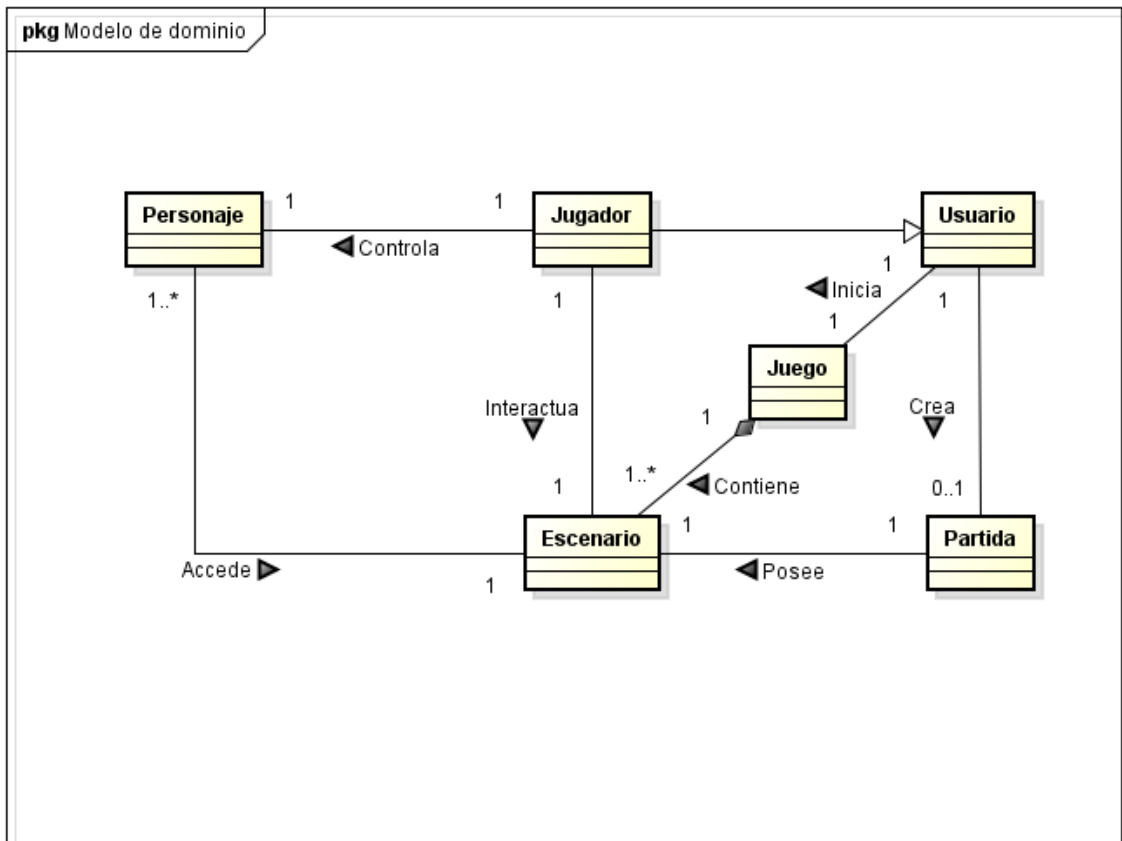 pkg Modelo de dominio
Personaje
1
1
Jugador
Usuario
Controla
1..*
1
Inicia
1
1
1
Juego
Interactua
1
Crea
1..*
Contiene
1
0..1
Escenario
1
1
Partida
Accede
1
Posee